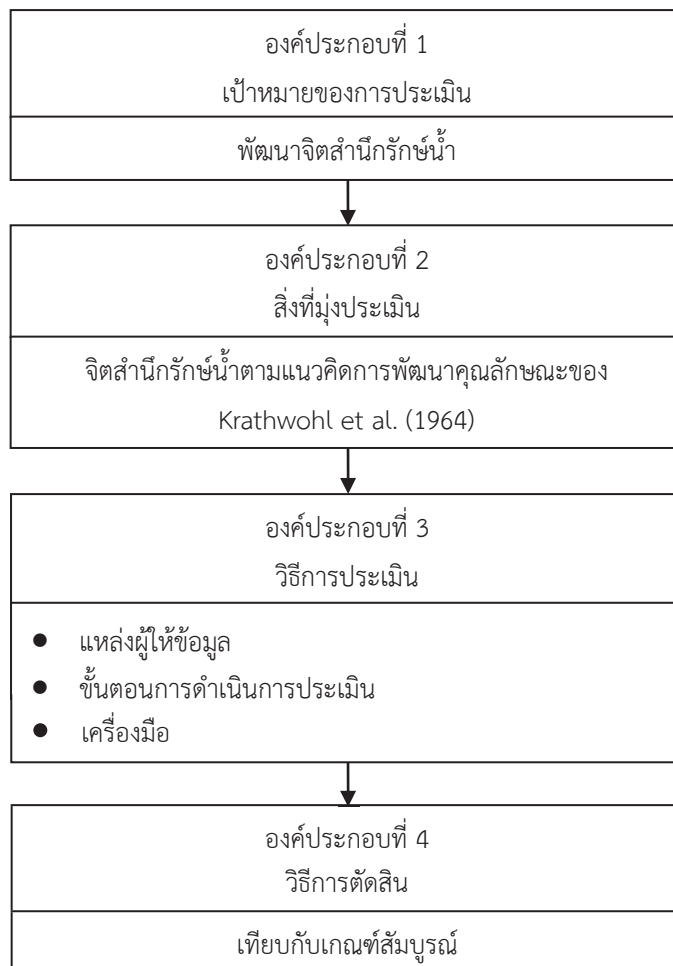 องค์ประกอบที่ 1
เป้าหมายของการประเมิน
พัฒนาจิตสำนึกรักษ์น้ำ
องค์ประกอบที่ 2
สิ่งที่มุ่งประเมิน
จิตสำนึกรักษ์น้ำตามแนวคิดการพัฒนาคุณลักษณะของ
Krathwohl et al. (1964)
องค์ประกอบที่ 3
วิธีการประเมิน
● แหล่งผู้ให้ข้อมูล
● ขั้นตอนการดำเนินการประเมิน
● เครื่องมือ
องค์ประกอบที่ 4
วิธีการตัดสิน
เทียบกับเกณฑ์สัมบูรณ์